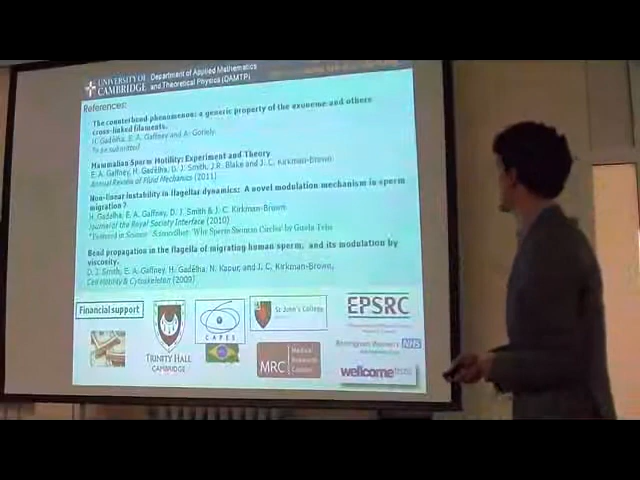 UNIVERSITY OF CAMBRIDGE
Department of Applied Mathematics
and Theoretical Physics (DAMTP)
References:
The counterbend phenomenon: a generic property of the axoneme and others
cross-linked filaments.
H. Gadêlha, E. A. Gaffney and A. Goriely.
To be submitted
Mammalian Sperm Motility: Experiment and Theory
E. A. Gaffney, H. Gadêlha, D. J. Smith, J.R. Blake and J. C. Kirkman-Brown
Annual Review of Fluid Mechanics (2011)
Non-linear instability in flagellar dynamics: A novel modulation mechanism in sperm
migration?
H. Gadêlha, E. A. Gaffney, D. J. Smith & J. C. Kirkman-Brown
Journal of the Royal Society Interface (2010)
"Why Sperm Swim in Circles" by Gisela Telis
Bend propagation in the flagella of migrating human sperm, and its modulation by
viscosity.
D. J. Smith, E. A. Gaffney, H. Gadêlha, N. Kapur, and J. C. Kirkman-Brown,
Cell Motility & Cytoskeleton (2009)
Financial support
TRINITY HALL
CAMBRIDGE
CAPES
St John's College
EPSRC
MRC
Medical
Research
Council
Birmingham Women's NHS
wellcome trust